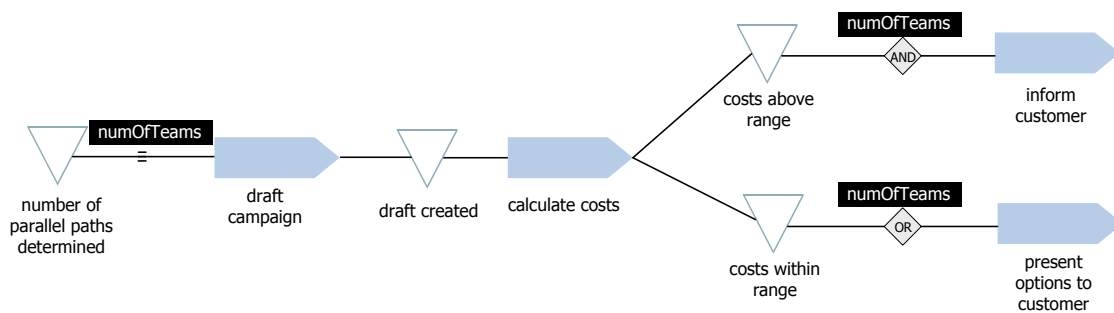 numOfTeams
number of
parallel paths
determined
draft
campaign
draft created
calculate costs
numOfTeams
AND
costs above
range
inform
customer
numOfTeams
OR
costs within
range
present
options to
customer